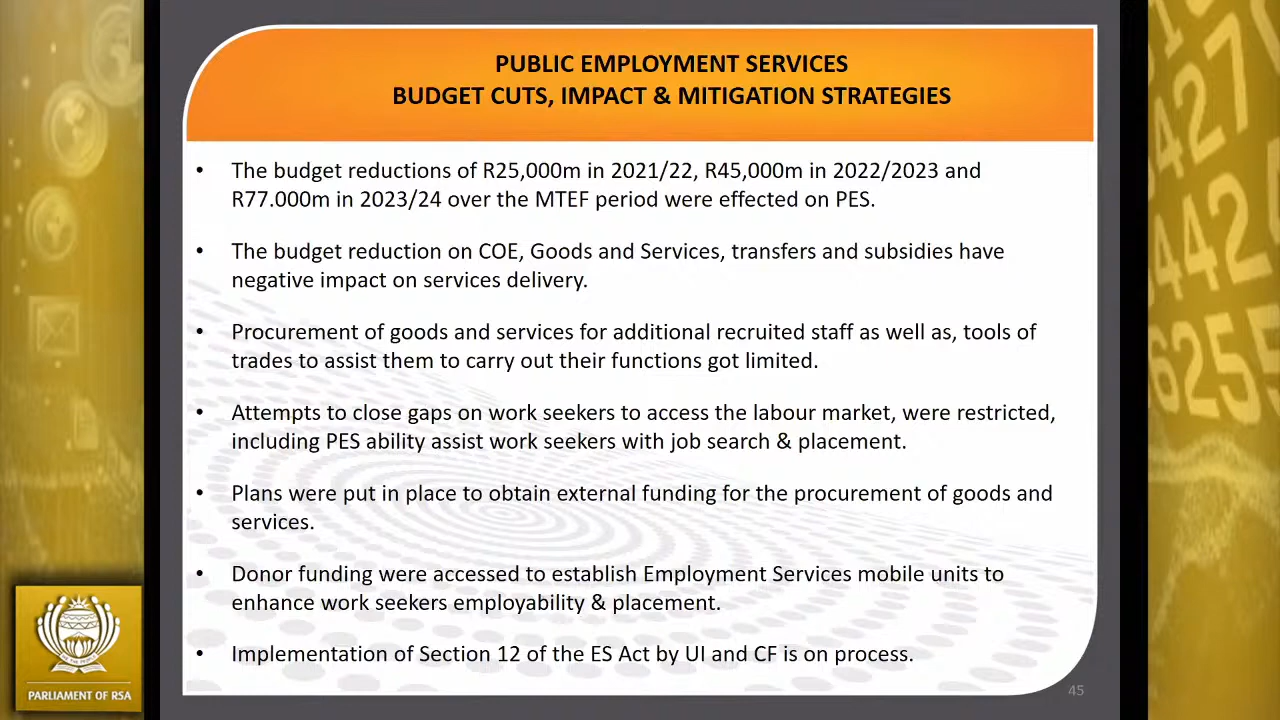 PUBLIC EMPLOYMENT SERVICES
BUDGET CUTS, IMPACT & MITIGATION STRATEGIES
• The budget reductions of R25,000m in 2021/22, R45,000m in 2022/2023 and
R77.000m in 2023/24 over the MTEF period were effected on PES.
• The budget reduction on COE, Goods and Services, transfers and subsidies have
negative impact on services delivery.
• Procurement of goods and services for additional recruited staff as well as, tools of
trades to assist them to carry out their functions got limited.
• Attempts to close gaps on work seekers to access the labour market, were restricted,
including PES ability assist work seekers with job search & placement.
• Plans were put in place to obtain external funding for the procurement of goods and
services.
• Donor funding were accessed to establish Employment Services mobile units to
enhance work seekers employability & placement.
• Implementation of Section 12 of the ES Act by UI and CF is on process.
45
PARLIAMENT OF RSA